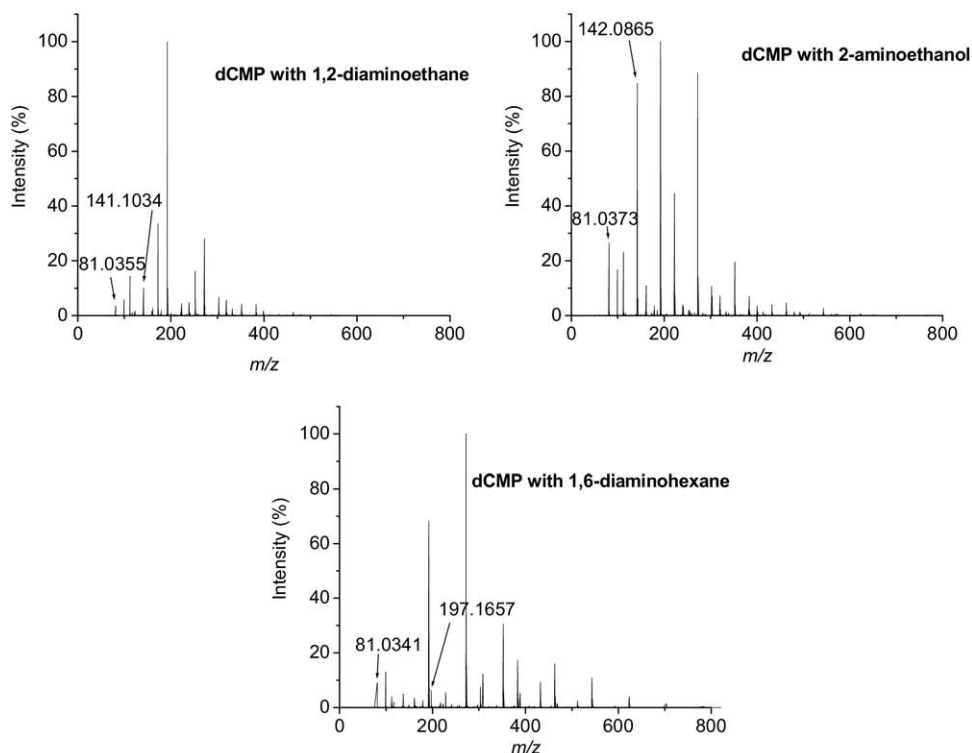 100
80
60
40
20
0
Intensity (%)
dCMP with 1,2-diaminoethane
141.1034
81.0355
0 200 400 600 800
m/z
100
80
60
40
20
0
Intensity (%)
142.0865
dCMP with 2-aminoethanol
81.0373
0 200 400 600 800
m/z
100
80
60
40
20
0
Intensity (%)
dCMP with 1,6-diaminohexane
197.1657
81.0341
0 200 400 600 800
m/z